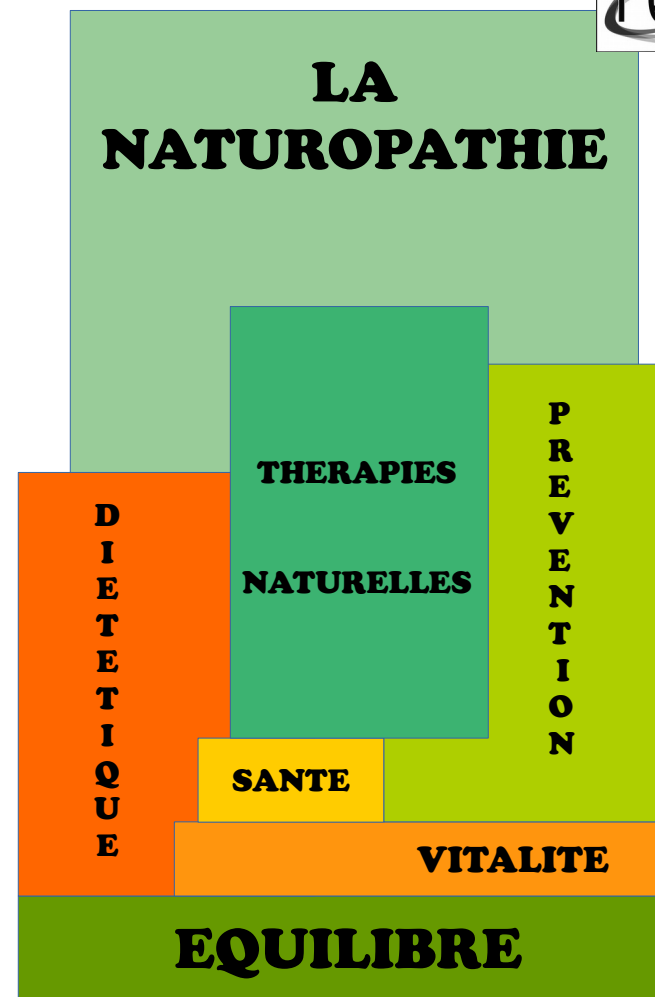 LA
NATUROPATHIE
THERAPIES
NATURELLES
PREVENTION
DIETETIQUE
SANTE
VITALITE
EQUILIBRE